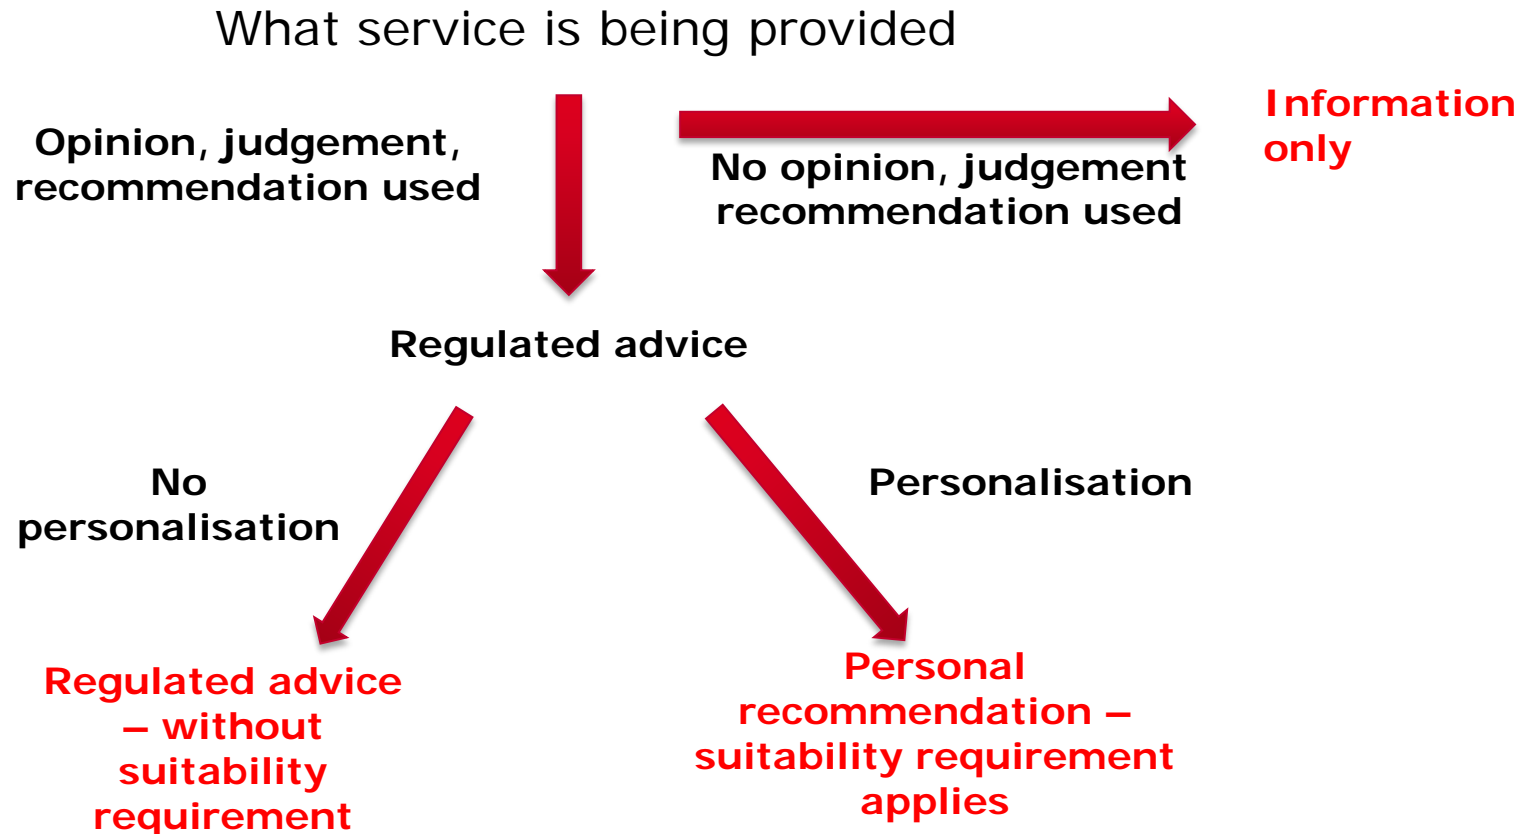 What service is being provided
Opinion, judgement,
recommendation used
No opinion, judgement
recommendation used
Information
only
Regulated advice
No
personalisation
Personalisation
Regulated advice
– without
suitability
requirement
Personal
recommendation –
suitability requirement
applies